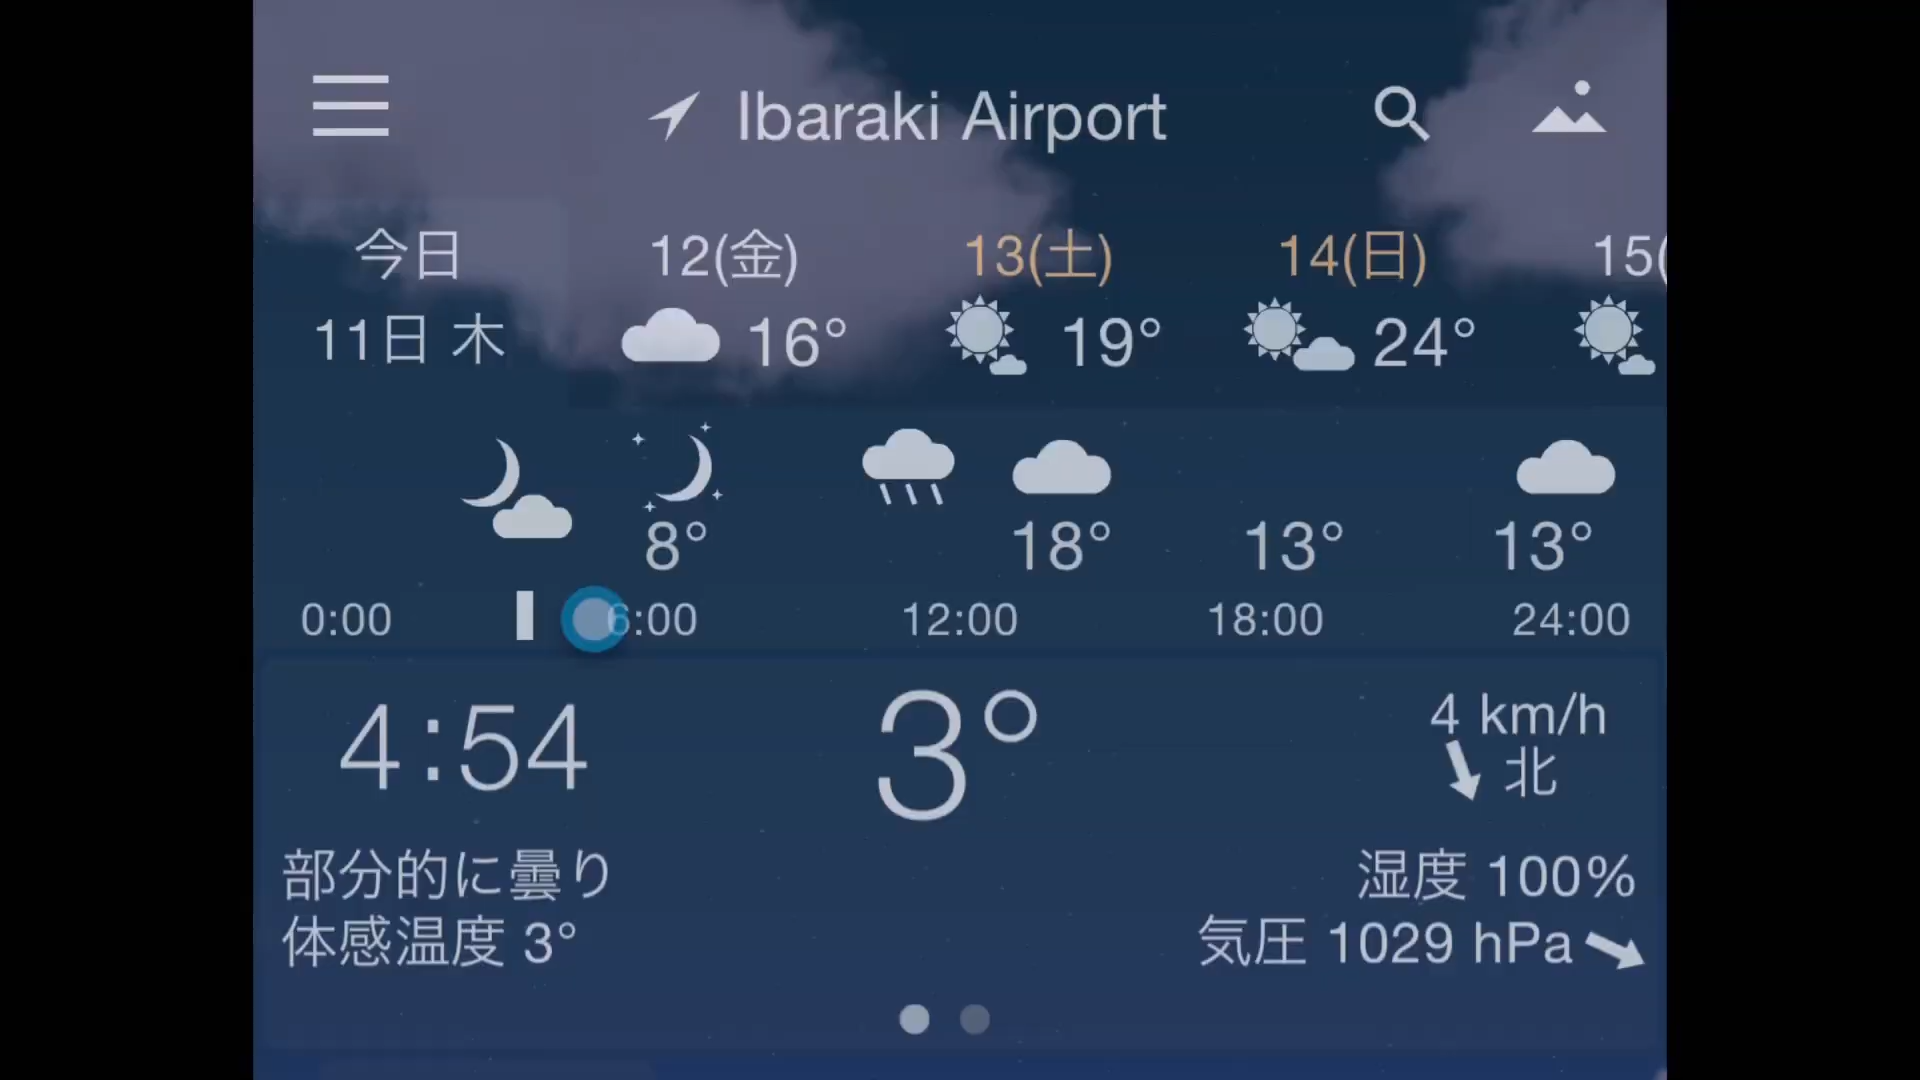 Ibaraki Airport
今日 12(金) 13(土) 14(日) 15(
11日 木 16° 19° 24°
8° 18° 13° 13°
0:00 6:00 12:00 18:00 24:00
4:54 3° 4 km/h
北
部分的に曇り 湿度 100%
体感温度 3° 気圧 1029 hPa